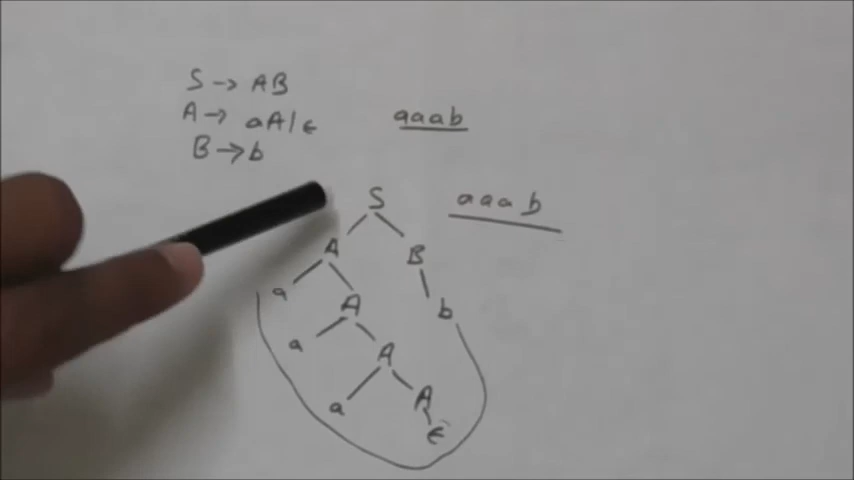 S → AB
A → aA/ϵ
B → b
aaab
S
aaab
A B
a A b
a A
a A
ϵ